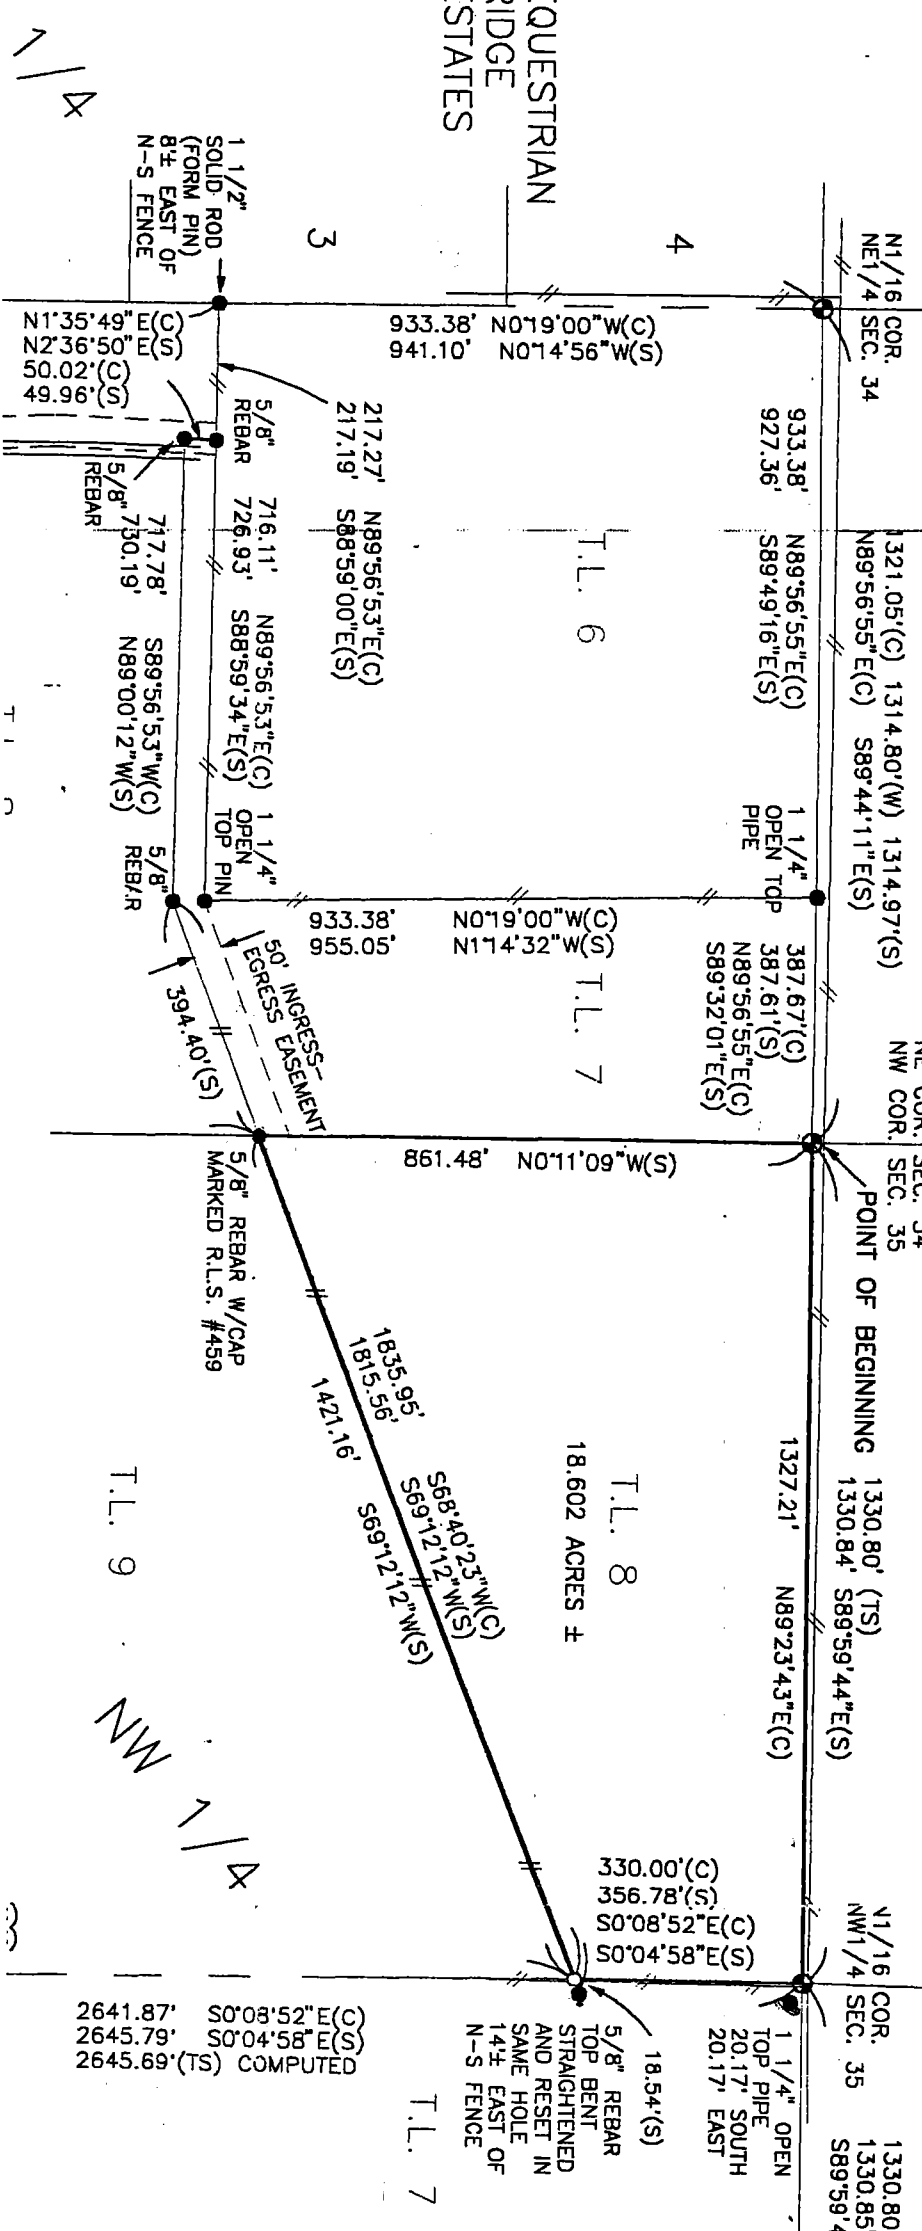 EQUESTRIAN
RIDGE
ESTATES
1/4
N1/16 COR.
NE1/4 SEC. 34
4
3
1 1/2"
SOLID ROD
(FORM PIN)
8'± EAST OF
N-S FENCE
N1°35'49"E(C)
N2°36'50"E(S)
50.02'(C)
49.96'(S)
933.38' N0°19'00"W(C)
941.10' N0°14'56"W(S)
217.27' N89°56'53"E(C)
217.19' S88°59'00"E(S)
5/8"
REBAR
716.11' N89°56'53"E(C)
726.93' S88°59'34"E(S)
5/8"
REBAR
717.78' S89°56'53"W(C)
730.19' N89°00'12"W(S)
5/8"
REBAR
1321.05'(C) 1314.80'(W) 1314.97'(S)
N89°56'55"E(C) S89°44'11"E(S)
933.38' N89°56'55"E(C)
927.36' S89°49'16"E(S)
T.L. 6
1 1/4"
OPEN TOP
PIPE
1 1/4"
OPEN
TOP PIN
933.38' N0°19'00"W(C)
955.05' N1°14'32"W(S)
387.67'(C)
387.61'(S)
N89°56'55"E(C)
S89°32'01"E(S)
T.L. 7
50' INGRESS-
EGRESS EASEMENT
394.40'(S)
NE COR. SEC. 34
NW COR. SEC. 35
POINT OF BEGINNING
861.48' N0°11'09"W(S)
5/8" REBAR W/CAP
MARKED R.L.S. #459
1330.80' (TS)
1330.84' S89°59'44"E(S)
1327.21' N89°23'43"E(C)
T.L. 8
18.602 ACRES ±
1835.95' S68°40'23"W(C)
1815.56' S69°12'12"W(S)
1421.16' S69°12'12"W(S)
T.L. 9
NW 1/4
330.00'(C)
356.78'(S)
S0°08'52"E(C)
S0°04'58"E(S)
N1/16 COR.
NW1/4 SEC. 35
1 1/4" OPEN
TOP PIPE
20.17' SOUTH
20.17' EAST
18.54'(S)
5/8" REBAR
TOP BENT
STRAIGHTENED
AND RESET IN
SAME HOLE
14'± EAST OF
N-S FENCE
2641.87' S0°08'52"E(C)
2645.79' S0°04'58"E(S)
2645.69'(TS) COMPUTED
T.L. 7
1330.80
1330.85'
S89°59'4